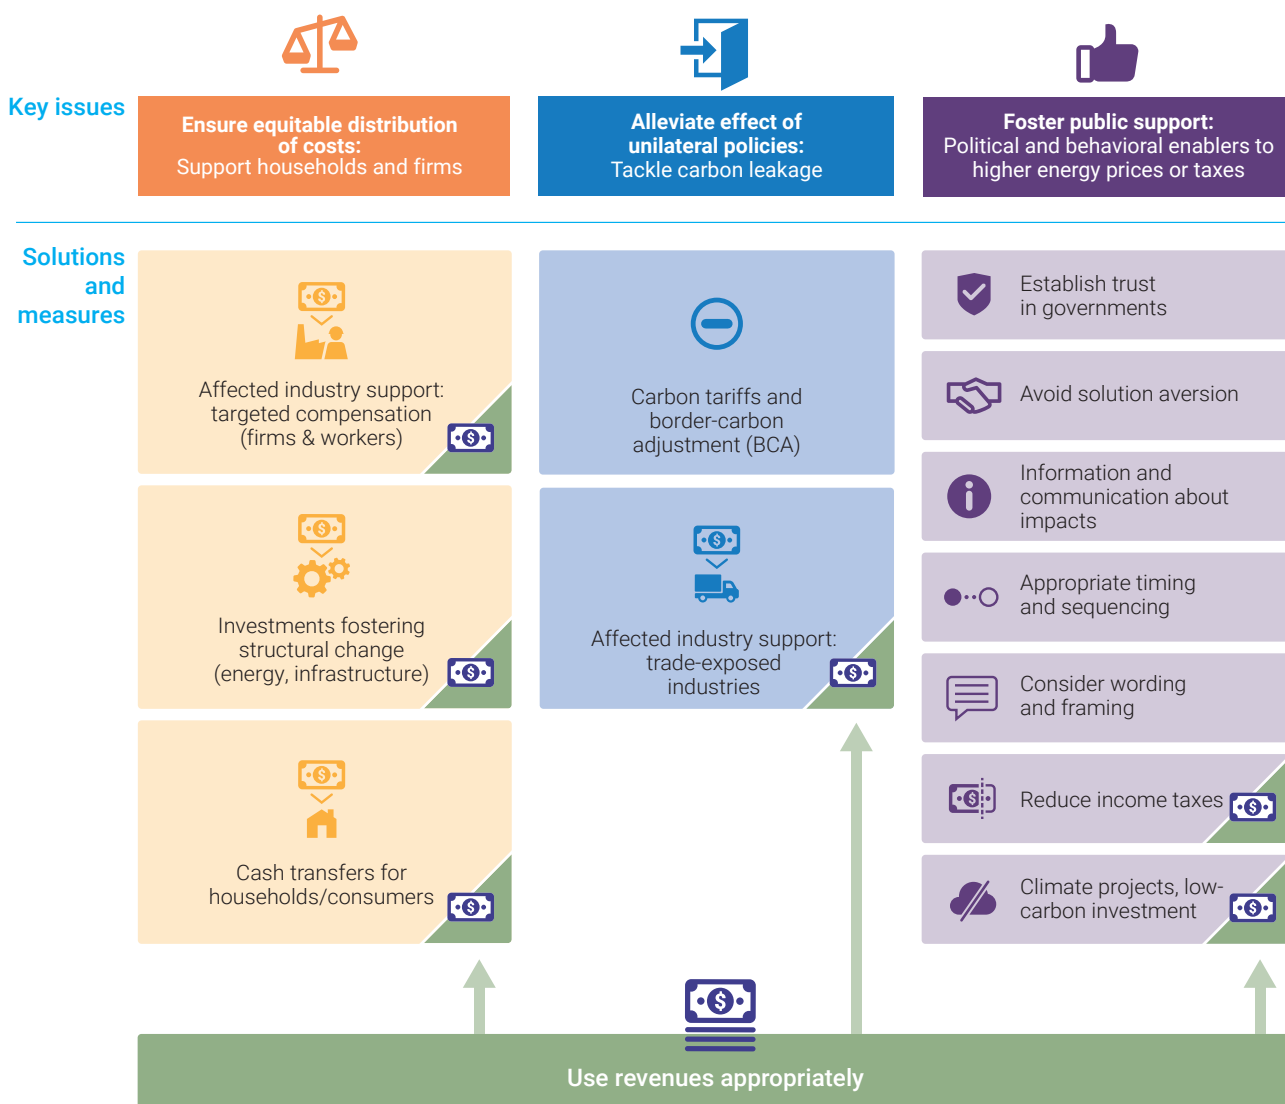 Key issues
Ensure equitable distribution
of costs:
Support households and firms
Alleviate effect of
unilateral policies:
Tackle carbon leakage
Foster public support:
Political and behavioral enablers to
higher energy prices or taxes
Solutions
and
measures
Affected industry support:
targeted compensation
(firms & workers)
Investments fostering
structural change
(energy, infrastructure)
Cash transfers for
households/consumers
Carbon tariffs and
border-carbon
adjustment (BCA)
Affected industry support:
trade-exposed
industries
Establish trust
in governments
Avoid solution aversion
Information and
communication about
impacts
Appropriate timing
and sequencing
Consider wording
and framing
Reduce income taxes
Climate projects, low-
carbon investment
Use revenues appropriately